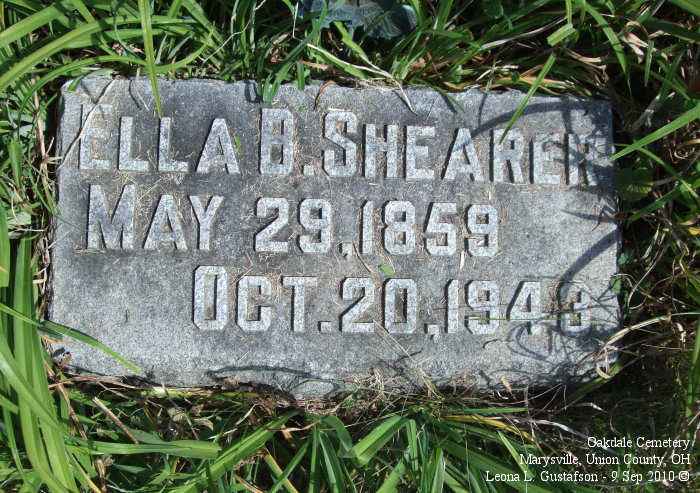 ELLA B. SHEARER
MAY 29, 1859
OCT. 20, 1943
Oakdale Cemetery
Marysville, Union County, OH
Leona L. Gustafson - 9 Sep 2010 ©